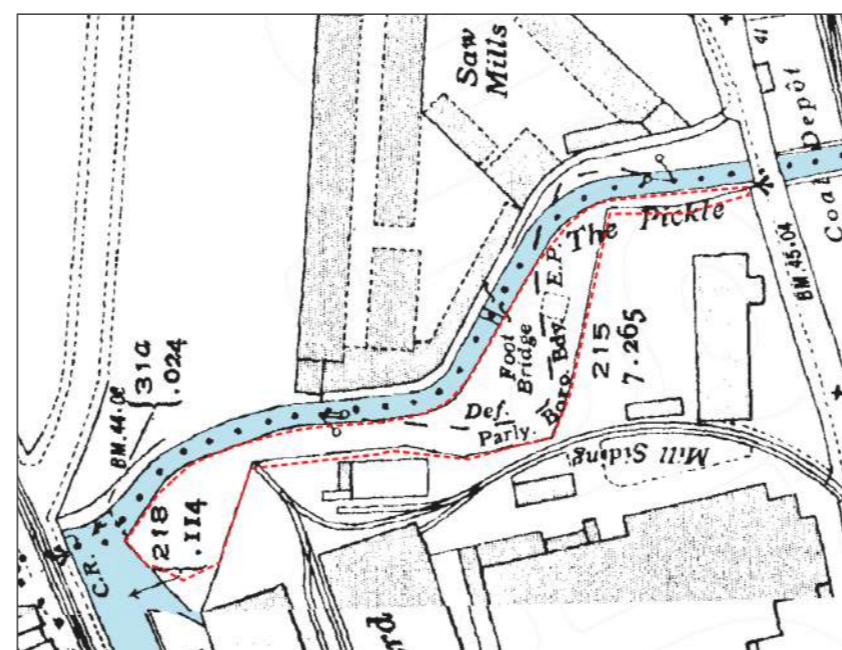 Saw
Mills
41
Coal Depôt
BM.45.04
The Pickle
Foot
Bridge
Boro. Bdy. E.P.
Def.
Parly.
215
7.265
31a
.024
BM.44.
Mill Siding
218
.114
C.R.
rd